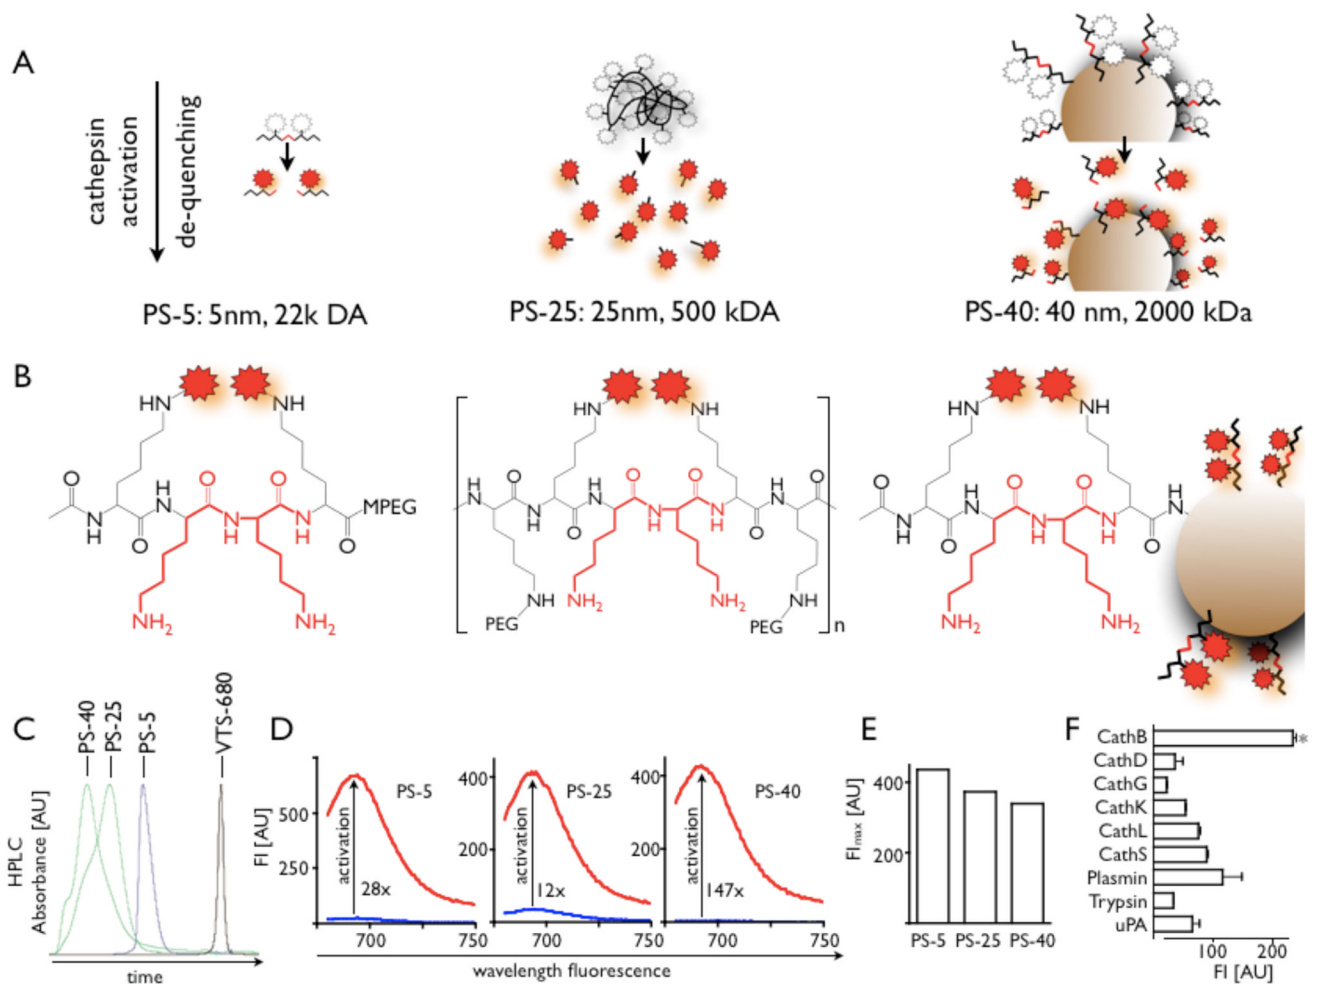 A
cathepsin
activation
de-quenching
PS-5: 5nm, 22k DA
PS-25: 25nm, 500 kDA
PS-40: 40 nm, 2000 kDa
B
HN
NH
O
H
N
O
O
O
N
H
O
N
H
N
H
O
MPEG
NH₂
NH₂
HN
NH
H
N
O
H
N
O
O
H
N
O
N
H
O
N
H
N
H
O
NH
NH₂
NH₂
NH
PEG
PEG
n
HN
NH
O
H
N
O
O
H
N
N
H
O
N
H
N
H
O
NH₂
NH₂
C
PS-40
PS-25
PS-5
VTS-680
HPLC
Absorbance [AU]
time
D
FI [AU]
500
250
PS-5
activation
28x
700
750
400
200
PS-25
activation
12x
700
750
400
200
PS-40
activation
147x
700
750
wavelength fluorescence
E
FImax [AU]
400
200
PS-5 PS-25 PS-40
F
CathB
*
CathD
CathG
CathK
CathL
CathS
Plasmin
Trypsin
uPA
100 200
FI [AU]